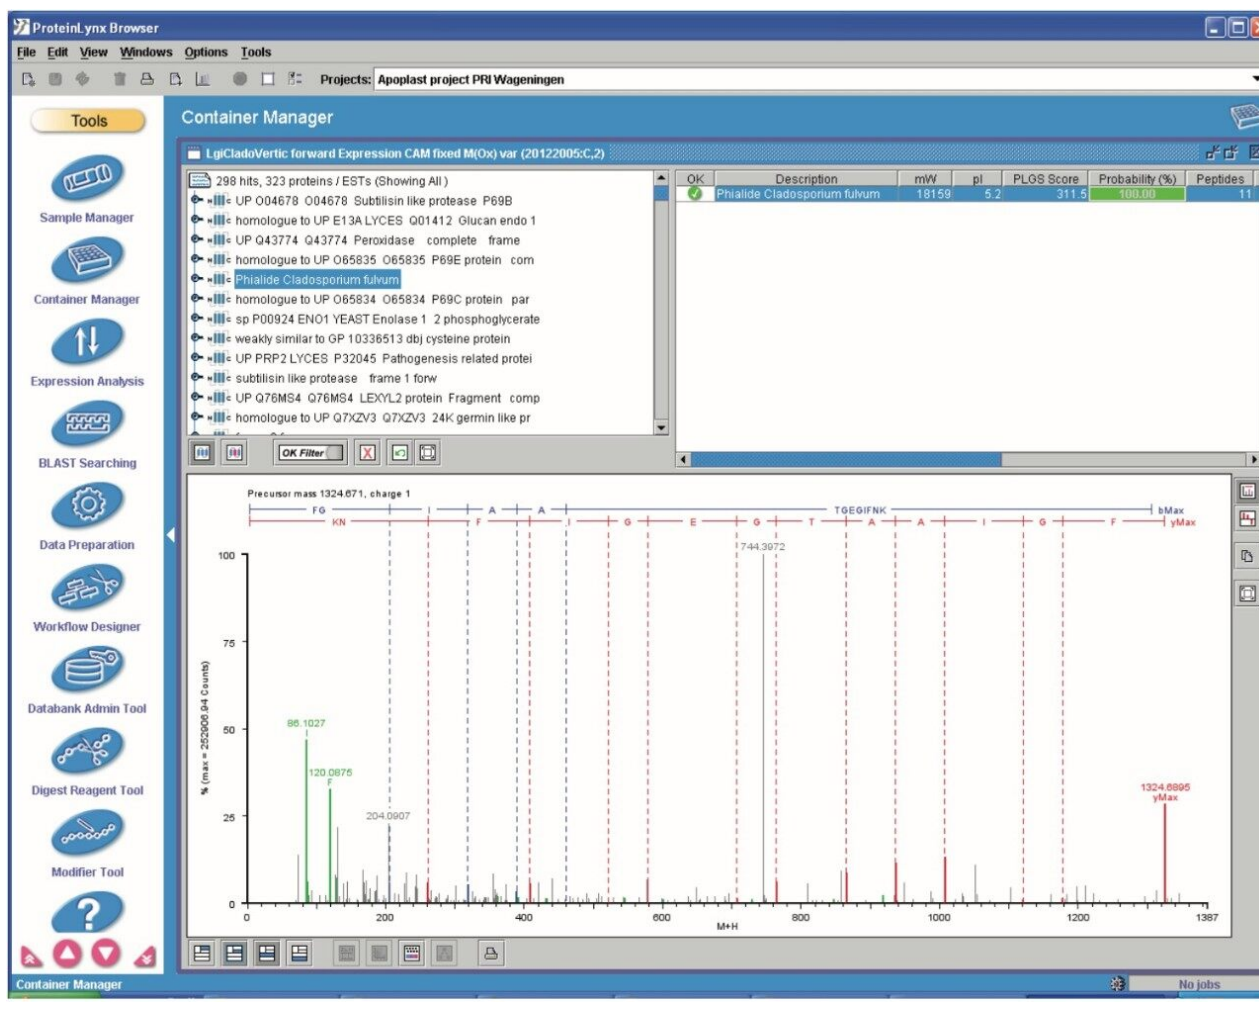 ProteinLynx Browser
File Edit View Windows Options Tools
Projects: Apoplast project PRI Wageningen
Tools
Sample Manager
Container Manager
Expression Analysis
BLAST Searching
Data Preparation
Workflow Designer
Databank Admin Tool
Digest Reagent Tool
Modifier Tool
?
Container Manager
LgiCladoVertic forward Expression CAM fixed M(Ox) var (20122005:C,2)
298 hits, 323 proteins / ESTs (Showing All )
UP O04678 O04678 Subtilisin like protease P69B
homologue to UP E13A LYCES Q01412 Glucan endo 1
UP Q43774 Q43774 Peroxidase complete frame
homologue to UP O65835 O65835 P69E protein com
Phialide Cladosporium fulvum
homologue to UP O65834 O65834 P69C protein par
sp P00924 ENO1 YEAST Enolase 1 2 phosphoglycerate
weakly similar to GP 10336513 dbj cysteine protein
UP PRP2 LYCES P32045 Pathogenesis related protei
subtilisin like protease frame 1 forw
UP Q76MS4 Q76MS4 LEXYL2 protein Fragment comp
homologue to UP Q7XZV3 Q7XZV3 24K germin like pr
OK Filter
OK Description mW pI PLGS Score Probability (%) Peptides
Phialide Cladosporium fulvum 18159 5.2 311.5 100.00 11
Precursor mass 1324.671, charge 1
FG I A A TGEGIFNK bMax
KN F I G E G T A A I G F yMax
744.3972
86.1027
120.0875
F
204.0907
1324.6895
yMax
% (max = 252906.94 Counts)
100
75
50
25
0
0 200 400 600 800 1000 1200 1387
M+H
Container Manager
No jobs